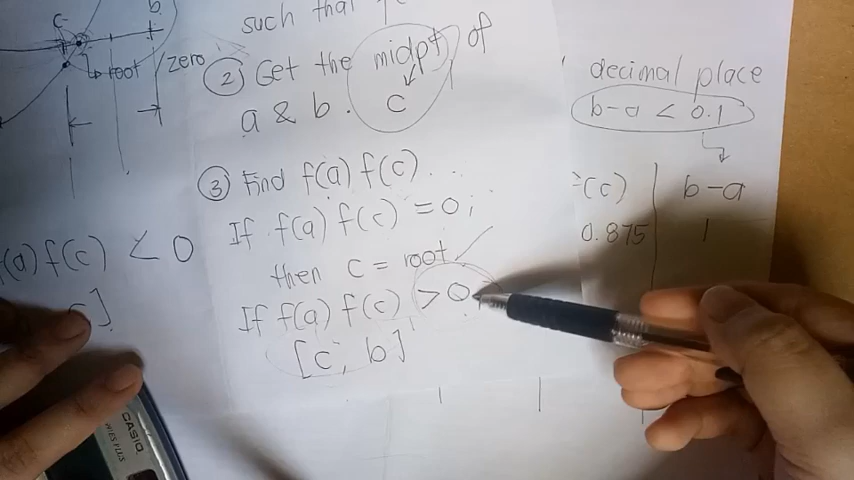 c
b
root
zero
such that
② Get the midpt of
a & b. c
③ Find f(a) f(c)...
If f(a) f(c) = 0;
then c = root
If f(a) f(c) > 0
[c, b]
(a) f(c) < 0
c]
decimal place
b-a < 0.1
(c) b-a
0.875 1
CASIO